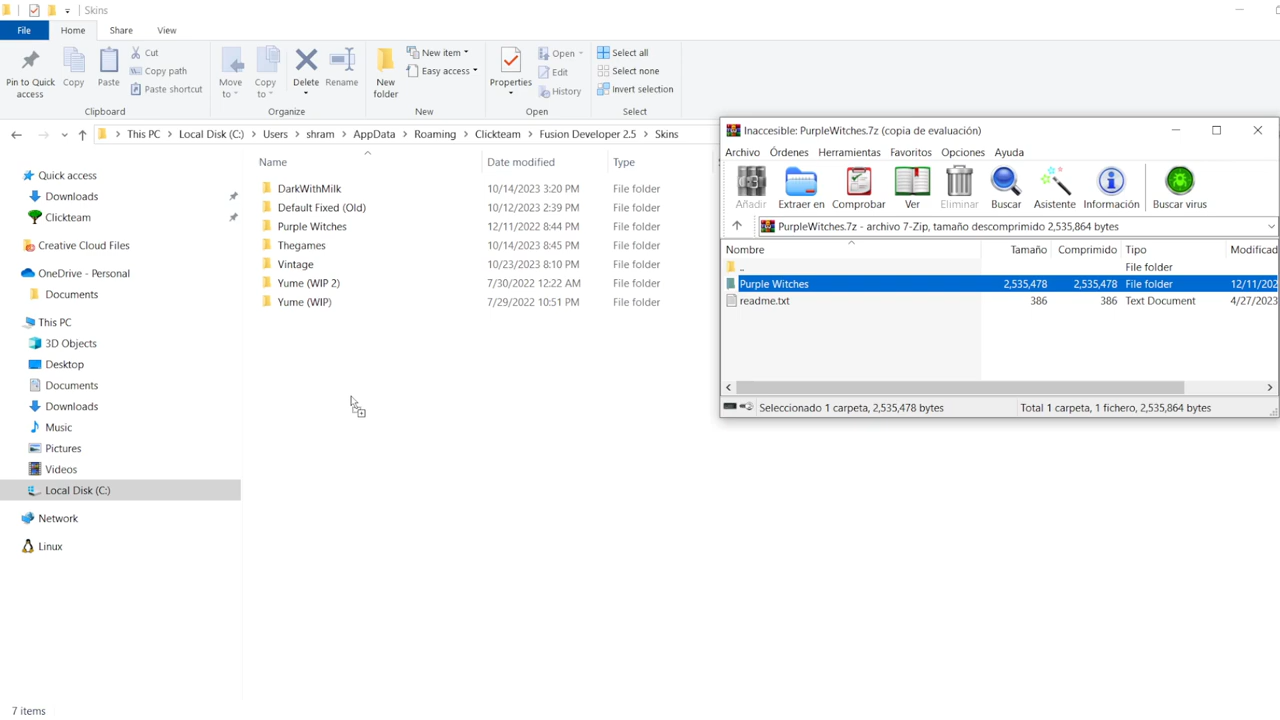 Skins
File Home Share View
Pin to Quick access
Copy
Paste
Cut
Copy path
Paste shortcut
Clipboard
Move to
Copy to
Delete
Rename
Organize
New folder
New item
Easy access
New
Properties
Open
Edit
History
Open
Select all
Select none
Invert selection
Select
This PC > Local Disk (C:) > Users > shram > AppData > Roaming > Clickteam > Fusion Developer 2.5 > Skins
Quick access
Downloads
Clickteam
Creative Cloud Files
OneDrive - Personal
Documents
This PC
3D Objects
Desktop
Documents
Downloads
Music
Pictures
Videos
Local Disk (C:)
Network
Linux
Name Date modified Type
DarkWithMilk 10/14/2023 3:20 PM File folder
Default Fixed (Old) 10/12/2023 2:39 PM File folder
Purple Witches 12/11/2022 8:44 PM File folder
Thegames 10/14/2023 8:45 PM File folder
Vintage 10/23/2023 8:10 PM File folder
Yume (WIP 2) 7/30/2022 12:22 AM File folder
Yume (WIP) 7/29/2022 10:51 PM File folder
7 items
Inaccesible: PurpleWitches.7z (copia de evaluación)
Archivo Órdenes Herramientas Favoritos Opciones Ayuda
Añadir Extraer en Comprobar Ver Eliminar Buscar Asistente Información Buscar virus
PurpleWitches.7z - archivo 7-Zip, tamaño descomprimido 2,535,864 bytes
Nombre Tamaño Comprimido Tipo Modificad
.. File folder
Purple Witches 2,535,478 2,535,478 File folder 12/11/202
readme.txt 386 386 Text Document 4/27/2023
Seleccionado 1 carpeta, 2,535,478 bytes Total 1 carpeta, 1 fichero, 2,535,864 bytes